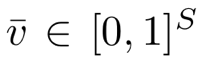 v̄ ∈ [0, 1]^S